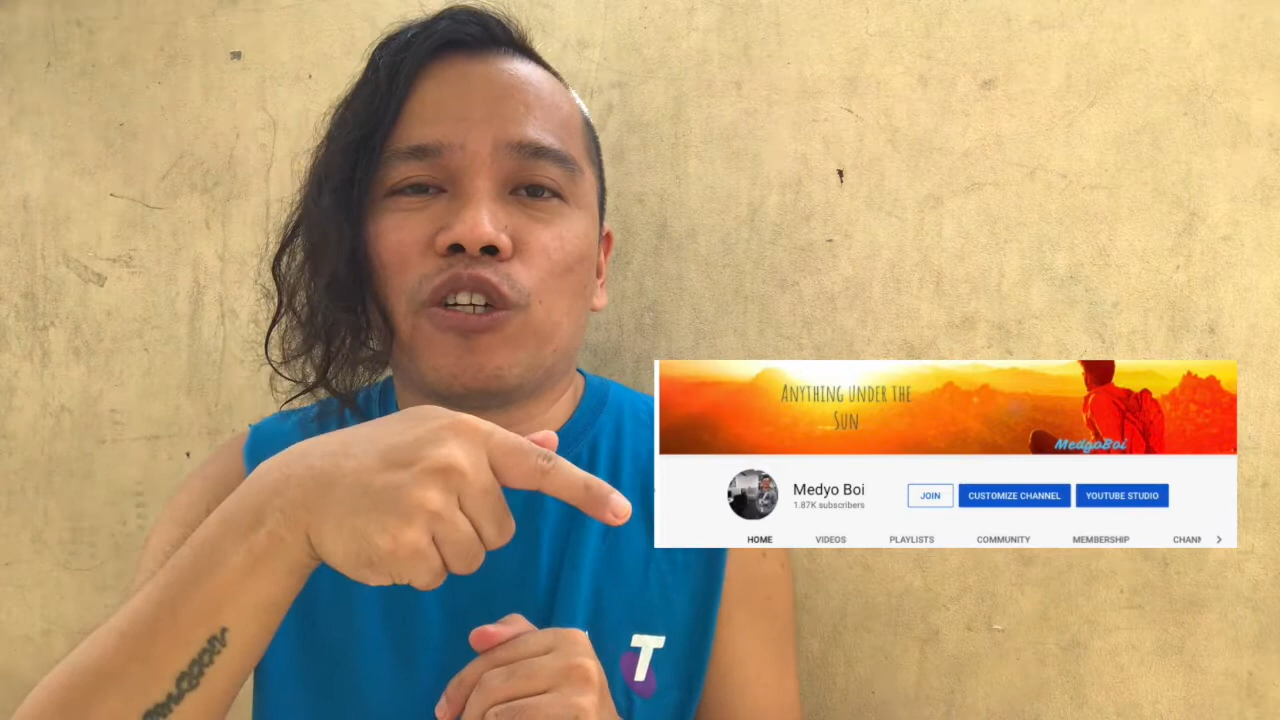 ANYTHING UNDER THE
SUN
MedyoBoi
Medyo Boi
1.87K subscribers
JOIN
CUSTOMIZE CHANNEL
YOUTUBE STUDIO
HOME
VIDEOS
PLAYLISTS
COMMUNITY
MEMBERSHIP
CHANN
T